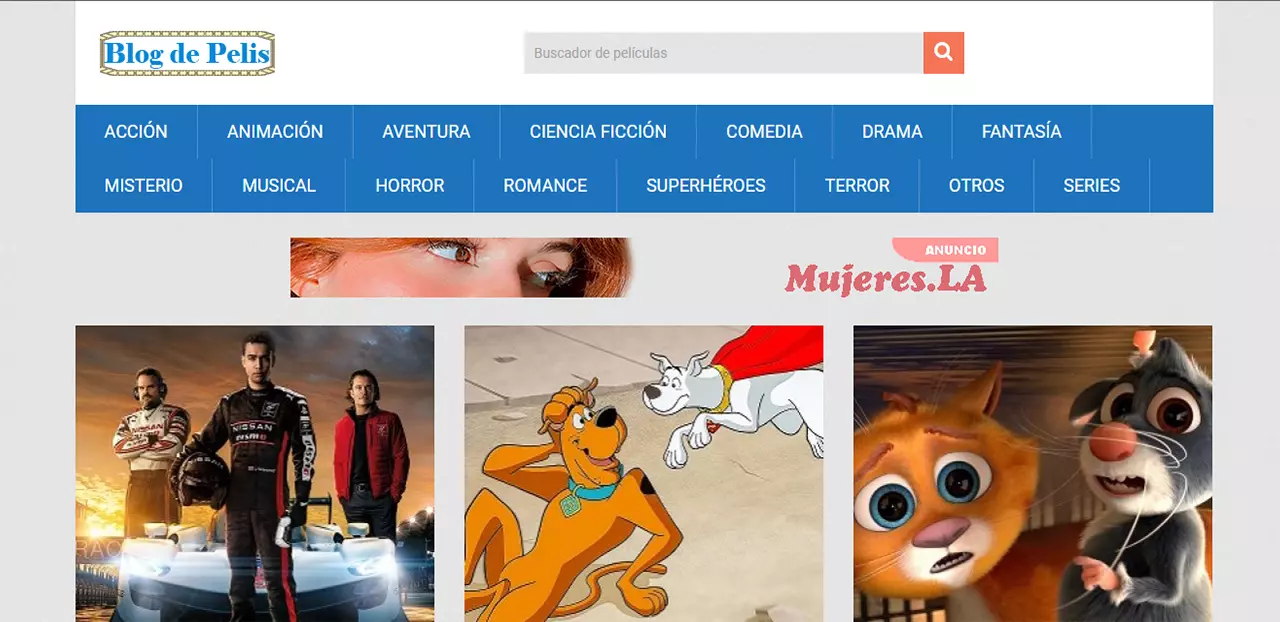 Blog de Pelis
Buscador de películas
ACCIÓN ANIMACIÓN AVENTURA CIENCIA FICCIÓN COMEDIA DRAMA FANTASÍA
MISTERIO MUSICAL HORROR ROMANCE SUPERHÉROES TERROR OTROS SERIES
ANUNCIO
Mujeres.LA
NISSAN
NISSAN
nismo